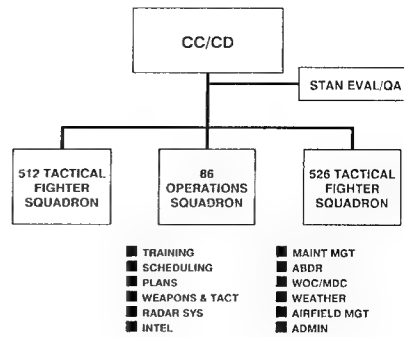 CC/CD
STAN EVAL/QA
512 TACTICAL
FIGHTER
SQUADRON
86
OPERATIONS
SQUADRON
526 TACTICAL
FIGHTER
SQUADRON
TRAINING
SCHEDULING
PLANS
WEAPONS & TACT
RADAR SYS
INTEL
MAINT MGT
ABDR
WOC/MDC
WEATHER
AIRFIELD MGT
ADMIN